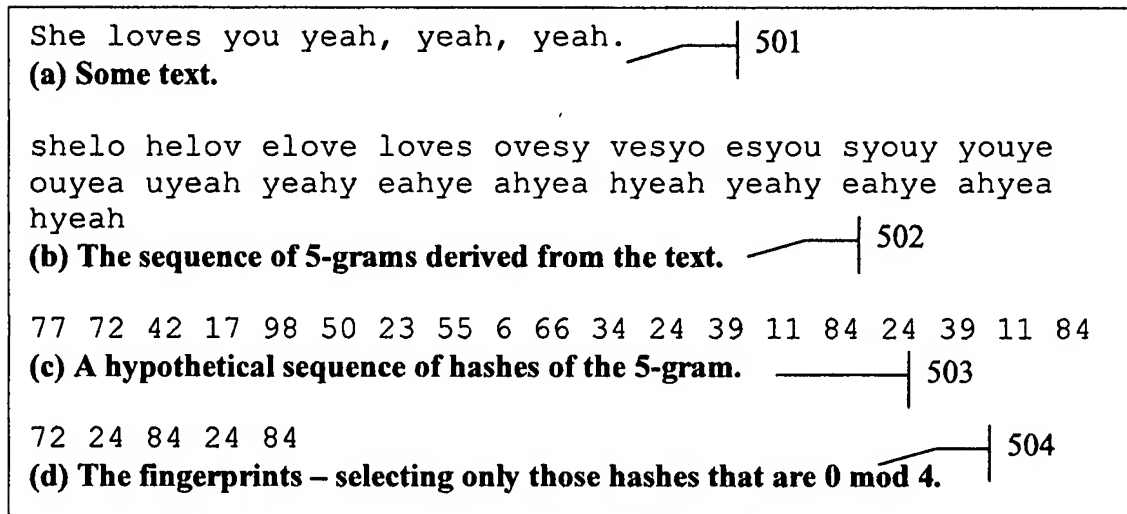 She loves you yeah, yeah, yeah.
501
(a) Some text.
shelo helov elove loves ovesy vesyo esyou syouy youye
ouyea uyeah yeahy eahye ahyea hyeah yeahy eahye ahyea
hyeah
502
(b) The sequence of 5-grams derived from the text.
77 72 42 17 98 50 23 55 6 66 34 24 39 11 84 24 39 11 84
(c) A hypothetical sequence of hashes of the 5-gram.
503
72 24 84 24 84
504
(d) The fingerprints – selecting only those hashes that are 0 mod 4.